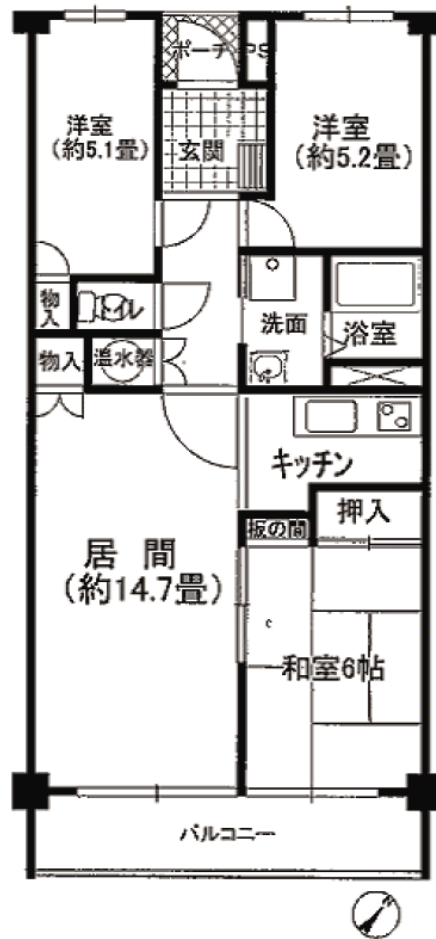 ポーチ
PS
洋室
(約5.1畳)
玄関
洋室
(約5.2畳)
物入
トイレ
洗面
浴室
物入
温水器
キッチン
押入
板の間
居間
(約14.7畳)
和室6帖
バルコニー